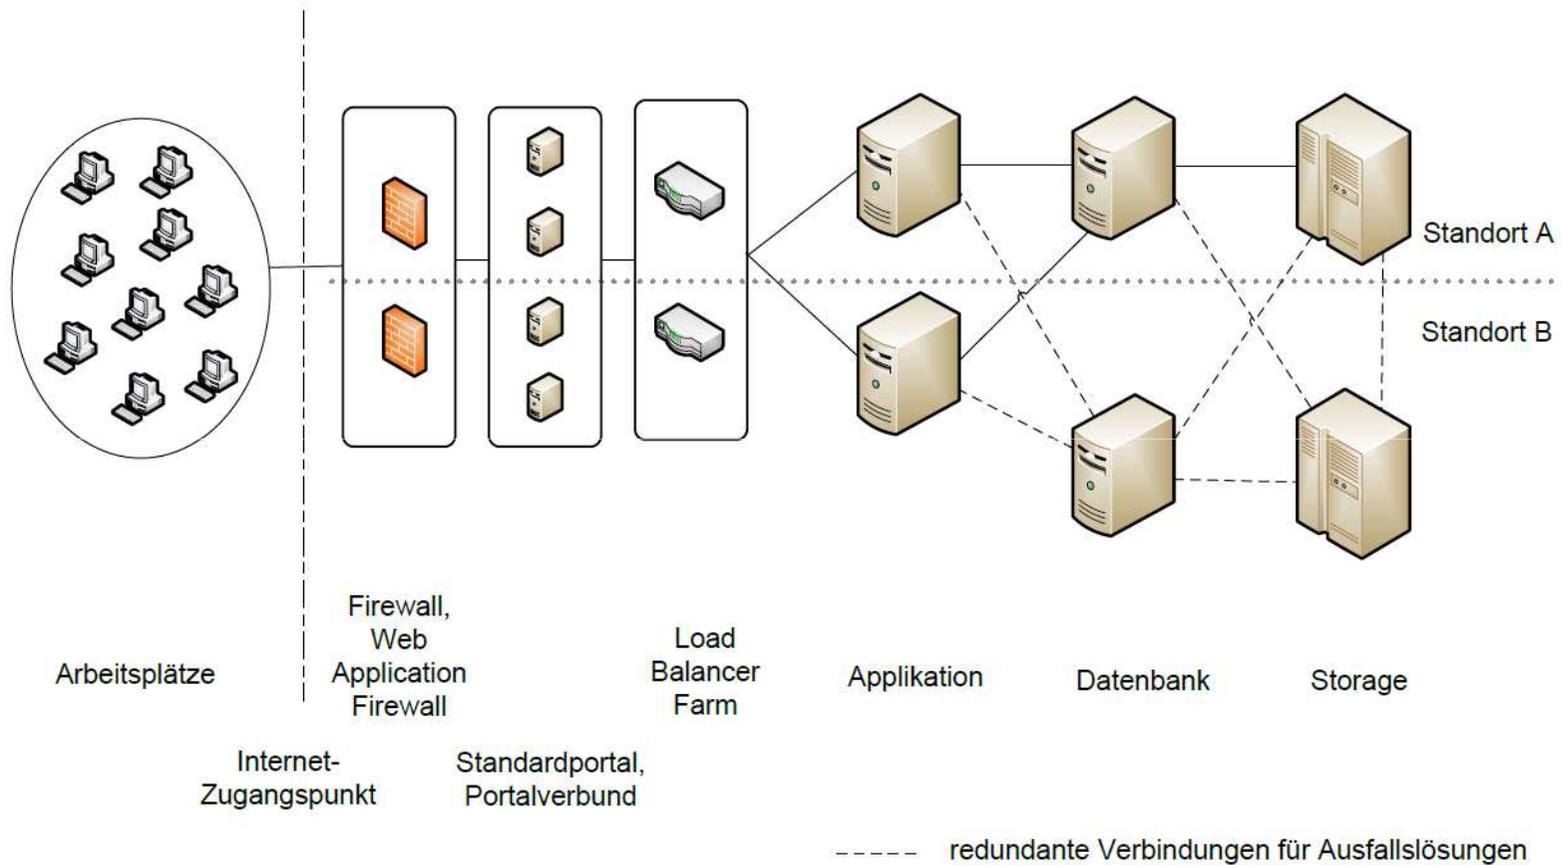 Standort A
Standort B
Arbeitsplätze
Internet-
Zugangspunkt
Firewall,
Web
Application
Firewall
Standardportal,
Portalverbund
Load
Balancer
Farm
Applikation
Datenbank
Storage
redundante Verbindungen für Ausfallslösungen